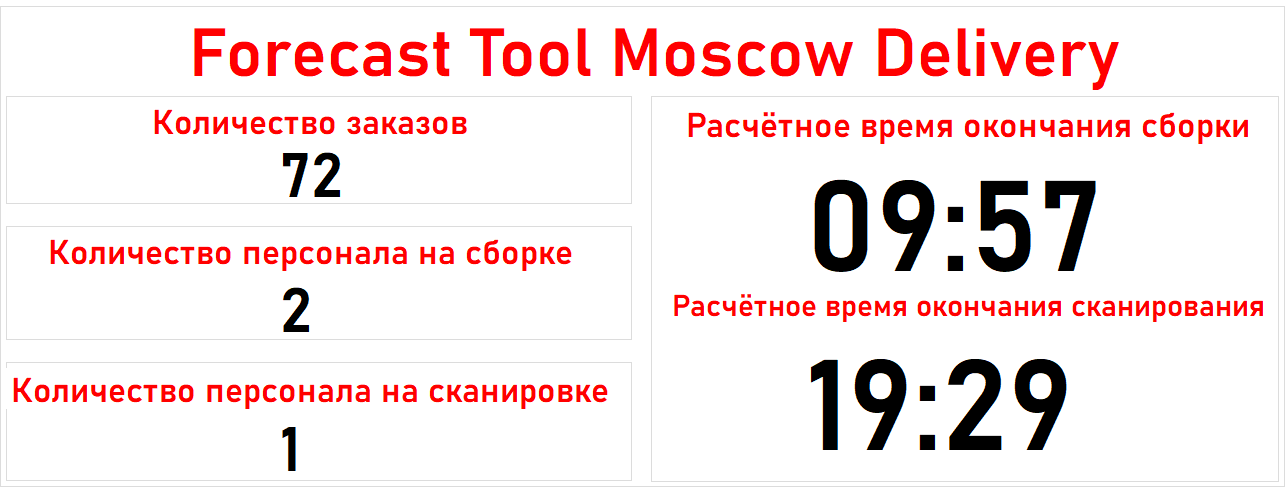 Forecast Tool Moscow Delivery
Количество заказов
72
Количество персонала на сборке
2
Количество персонала на сканировке
1
Расчётное время окончания сборки
09:57
Расчётное время окончания сканирования
19:29